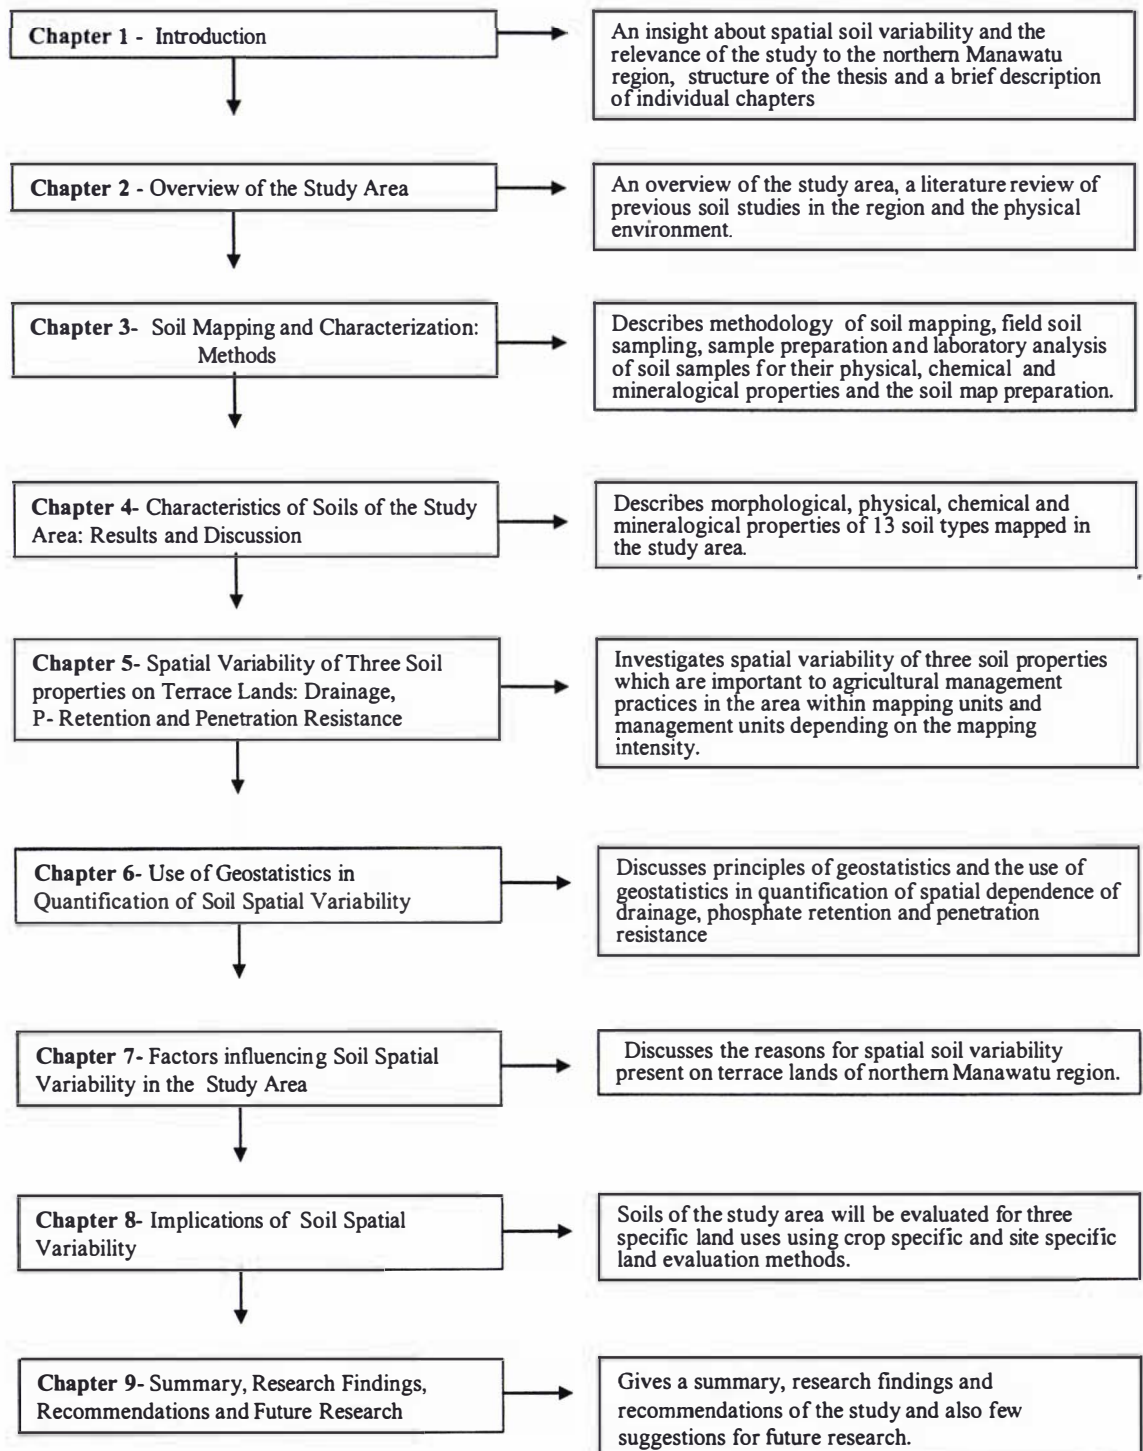 Chapter 1 - Introduction
An insight about spatial soil variability and the
relevance of the study to the northern Manawatu
region, structure of the thesis and a brief description
of individual chapters
Chapter 2 - Overview of the Study Area
An overview of the study area, a literature review of
previous soil studies in the region and the physical
environment.
Chapter 3- Soil Mapping and Characterization:
Methods
Describes methodology of soil mapping, field soil
sampling, sample preparation and laboratory analysis
of soil samples for their physical, chemical and
mineralogical properties and the soil map preparation.
Chapter 4- Characteristics of Soils of the Study
Area: Results and Discussion
Describes morphological, physical, chemical and
mineralogical properties of 13 soil types mapped in
the study area.
Chapter 5- Spatial Variability of Three Soil
properties on Terrace Lands: Drainage,
P- Retention and Penetration Resistance
Investigates spatial variability of three soil properties
which are important to agricultural management
practices in the area within mapping units and
management units depending on the mapping
intensity.
Chapter 6- Use of Geostatistics in
Quantification of Soil Spatial Variability
Discusses principles of geostatistics and the use of
geostatistics in quantification of spatial dependence of
drainage, phosphate retention and penetration
resistance
Chapter 7- Factors influencing Soil Spatial
Variability in the Study Area
Discusses the reasons for spatial soil variability
present on terrace lands of northern Manawatu region.
Chapter 8- Implications of Soil Spatial
Variability
Soils of the study area will be evaluated for three
specific land uses using crop specific and site specific
land evaluation methods.
Chapter 9- Summary, Research Findings,
Recommendations and Future Research
Gives a summary, research findings and
recommendations of the study and also few
suggestions for future research.